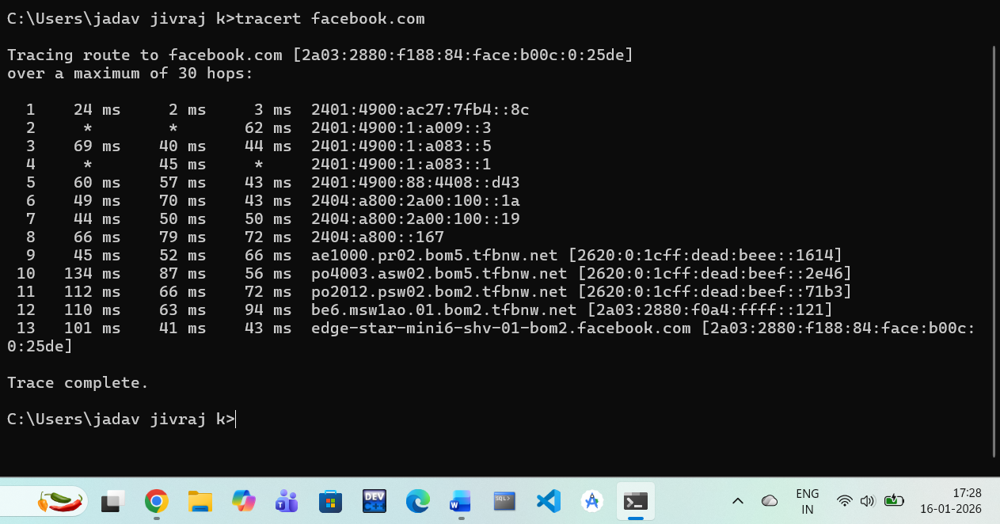 C:\Users\jadav jivraj k>tracert facebook.com
Tracing route to facebook.com [2a03:2880:f188:84:face:b00c:0:25de]
over a maximum of 30 hops:
1 24 ms 2 ms 3 ms 2401:4900:ac27:7fb4::8c
2 * * 62 ms 2401:4900:1:a009::3
3 69 ms 40 ms 44 ms 2401:4900:1:a083::5
4 * 45 ms * 2401:4900:1:a083::1
5 60 ms 57 ms 43 ms 2401:4900:88:4408::d43
6 49 ms 70 ms 43 ms 2404:a800:2a00:100::1a
7 44 ms 50 ms 50 ms 2404:a800:2a00:100::19
8 66 ms 79 ms 72 ms 2404:a800::167
9 45 ms 52 ms 66 ms ae1000.pr02.bom5.tfbnw.net [2620:0:1cff:dead:beee::1614]
10 134 ms 87 ms 56 ms po4003.asw02.bom5.tfbnw.net [2620:0:1cff:dead:beef::2e46]
11 112 ms 66 ms 72 ms po2012.psw02.bom2.tfbnw.net [2620:0:1cff:dead:beef::71b3]
12 110 ms 63 ms 94 ms be6.msw1ao.01.bom2.tfbnw.net [2a03:2880:f0a4:ffff::121]
13 101 ms 41 ms 43 ms edge-star-mini6-shv-01-bom2.facebook.com [2a03:2880:f188:84:face:b00c:
0:25de]
Trace complete.
C:\Users\jadav jivraj k>
T
DEV
C++
W
SQL>
ENG
IN
17:28
16-01-2026